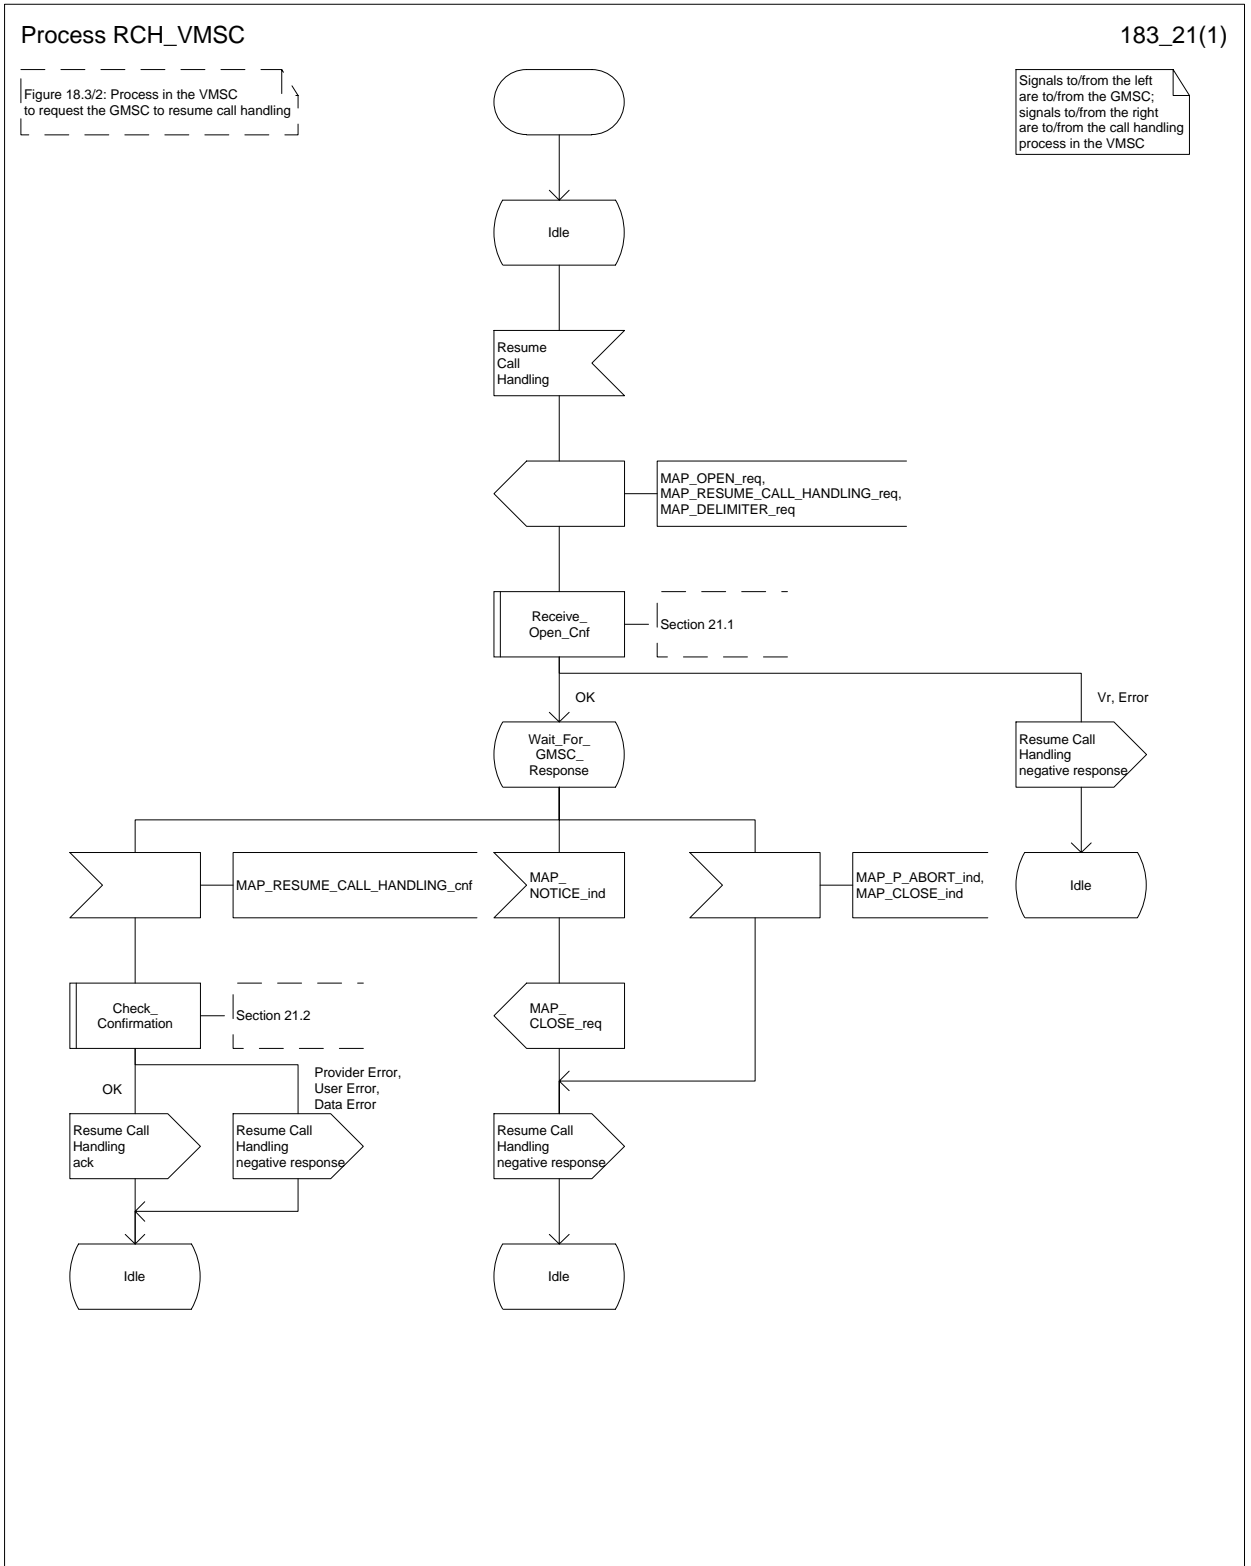 Process RCH_VMSC
183_21(1)
Figure 18.3/2: Process in the VMSC
to request the GMSC to resume call handling
Signals to/from the left
are to/from the GMSC;
signals to/from the right
are to/from the call handling
process in the VMSC
Idle
Resume
Call
Handling
MAP_OPEN_req,
MAP_RESUME_CALL_HANDLING_req,
MAP_DELIMITER_req
Receive_
Open_Cnf
Section 21.1
OK
Vr, Error
Wait_For_
GMSC_
Response
Resume Call
Handling
negative response
MAP_RESUME_CALL_HANDLING_cnf
MAP_
NOTICE_ind
MAP_P_ABORT_ind,
MAP_CLOSE_ind
Idle
Check_
Confirmation
Section 21.2
MAP_
CLOSE_req
OK
Provider Error,
User Error,
Data Error
Resume Call
Handling
ack
Resume Call
Handling
negative response
Resume Call
Handling
negative response
Idle
Idle